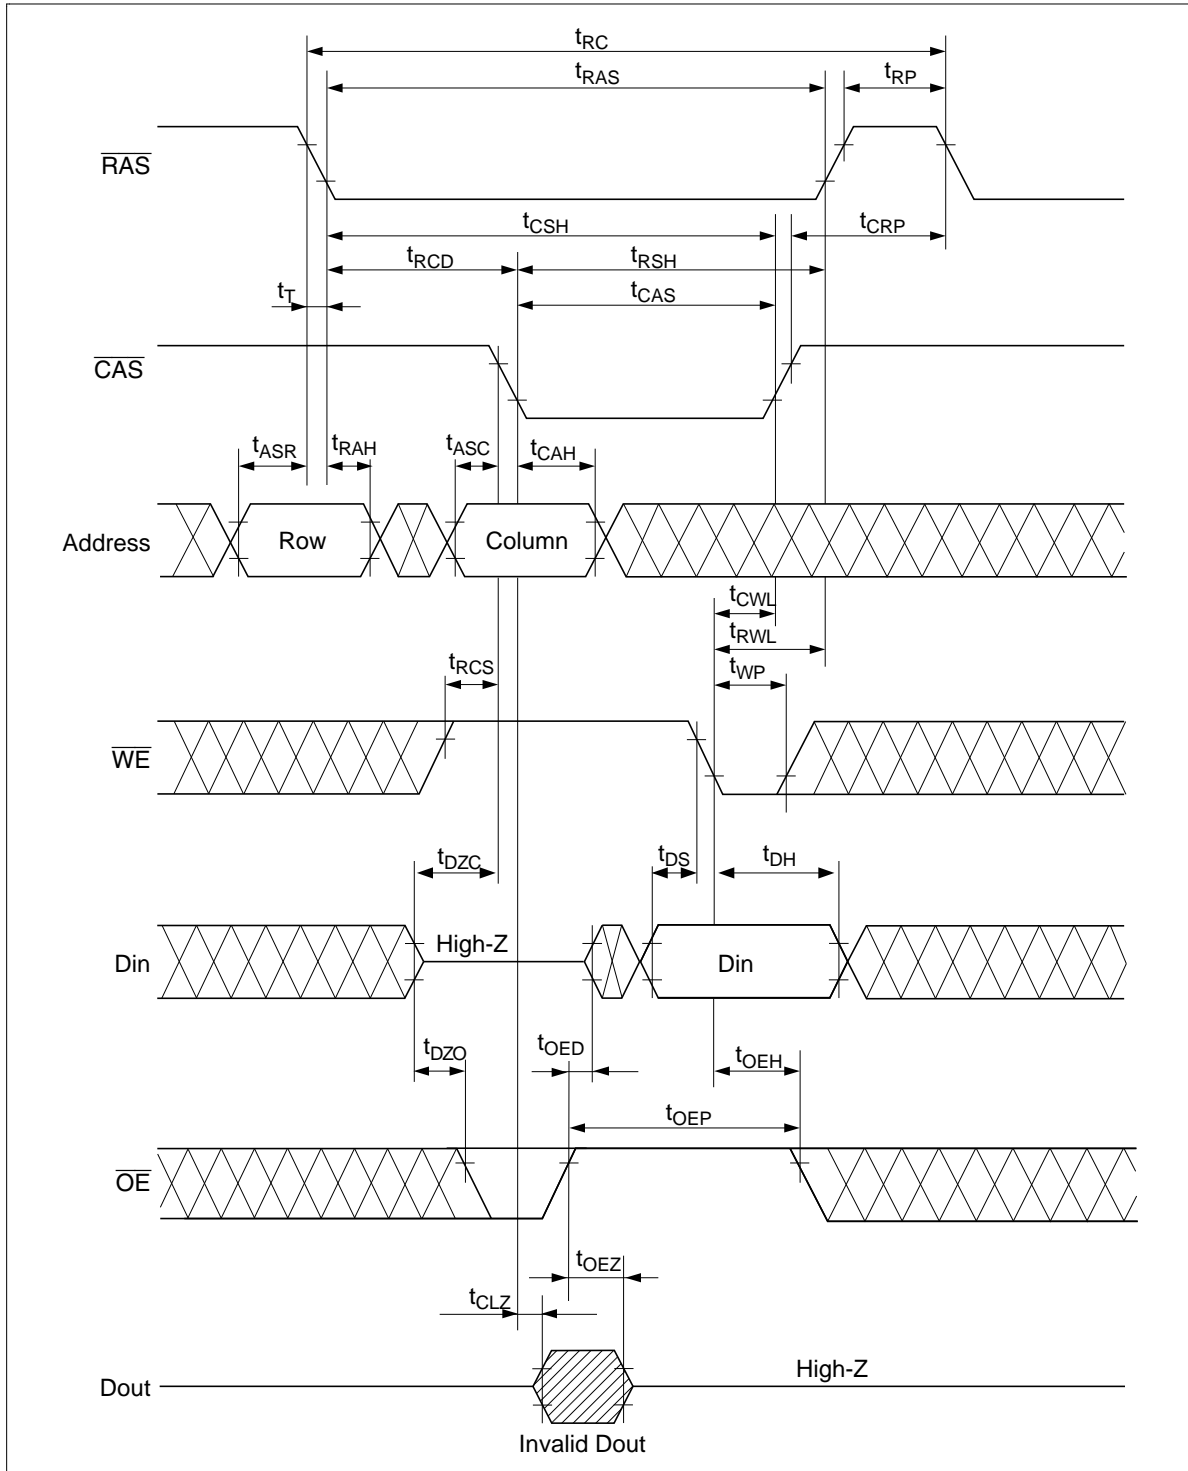 tRC
tRAS
tRP
RAS
tCSH
tCRP
tRCD
tRSH
tT
tCAS
CAS
tASR
tRAH
tASC
tCAH
Address
Row
Column
tCWL
tRWL
tRCS
tWP
WE
tDZC
tDS
tDH
High-Z
Din
Din
tDZO
tOED
tOEH
tOEP
OE
tOEZ
tCLZ
High-Z
Dout
Invalid Dout